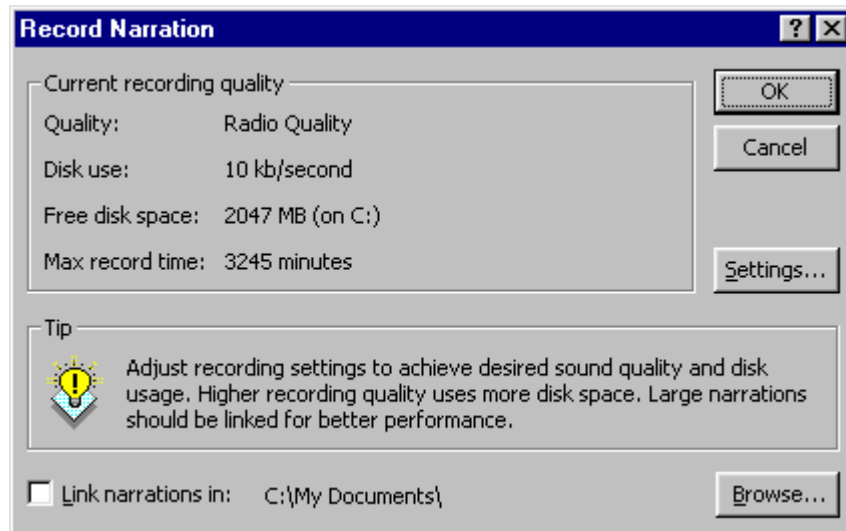 Record Narration
Current recording quality
Quality: Radio Quality
Disk use: 10 kb/second
Free disk space: 2047 MB (on C:)
Max record time: 3245 minutes
OK
Cancel
Settings...
Tip
Adjust recording settings to achieve desired sound quality and disk
usage. Higher recording quality uses more disk space. Large narrations
should be linked for better performance.
Link narrations in: C:\My Documents\
Browse...